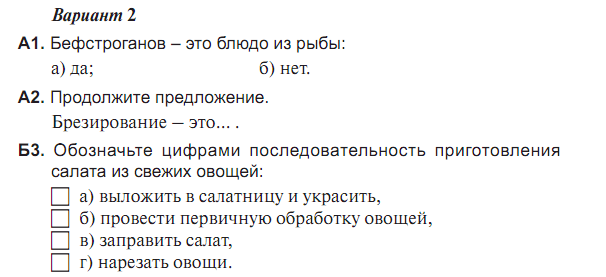 Вариант 2
А1. Бефстроганов – это блюдо из рыбы:
а) да; б) нет.
А2. Продолжите предложение.
Брезирование – это... .
Б3. Обозначьте цифрами последовательность приготовления
салата из свежих овощей:
а) выложить в салатницу и украсить,
б) провести первичную обработку овощей,
в) заправить салат,
г) нарезать овощи.